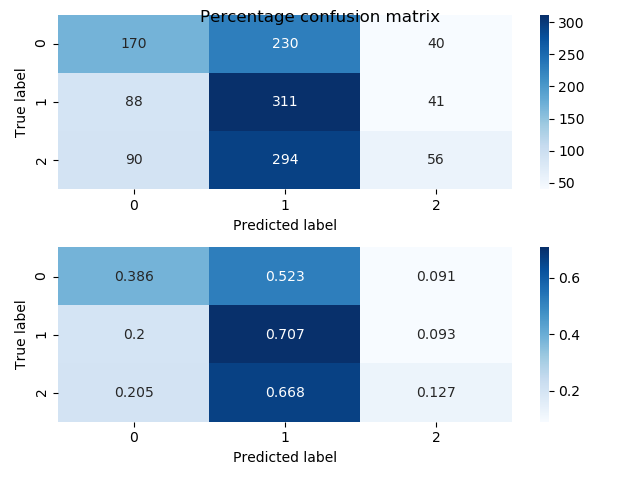 Percentage confusion matrix
True label
0 170 230 40
1 88 311 41
2 90 294 56
0 1 2
Predicted label
300
250
200
150
100
50
True label
0 0.386 0.523 0.091
1 0.2 0.707 0.093
2 0.205 0.668 0.127
0 1 2
Predicted label
0.6
0.4
0.2